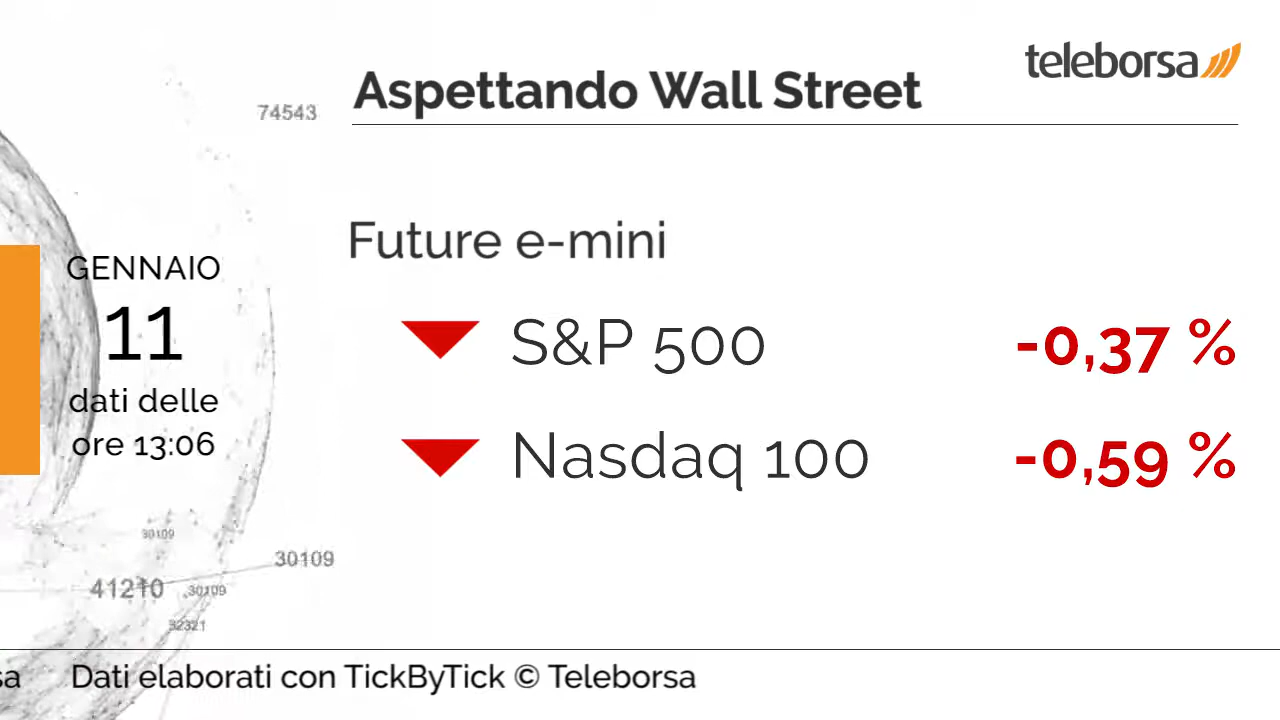 teleborsa
Aspettando Wall Street
74543
Future e-mini
GENNAIO
11
dati delle
ore 13:06
S&P 500 -0,37 %
Nasdaq 100 -0,59 %
30109
30109
41210
30109
32321
sa Dati elaborati con TickByTick © Teleborsa